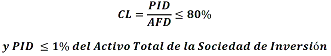 CL = PID / AFD ≤ 80%
y PID ≤ 1% del Activo Total de la Sociedad de Inversión